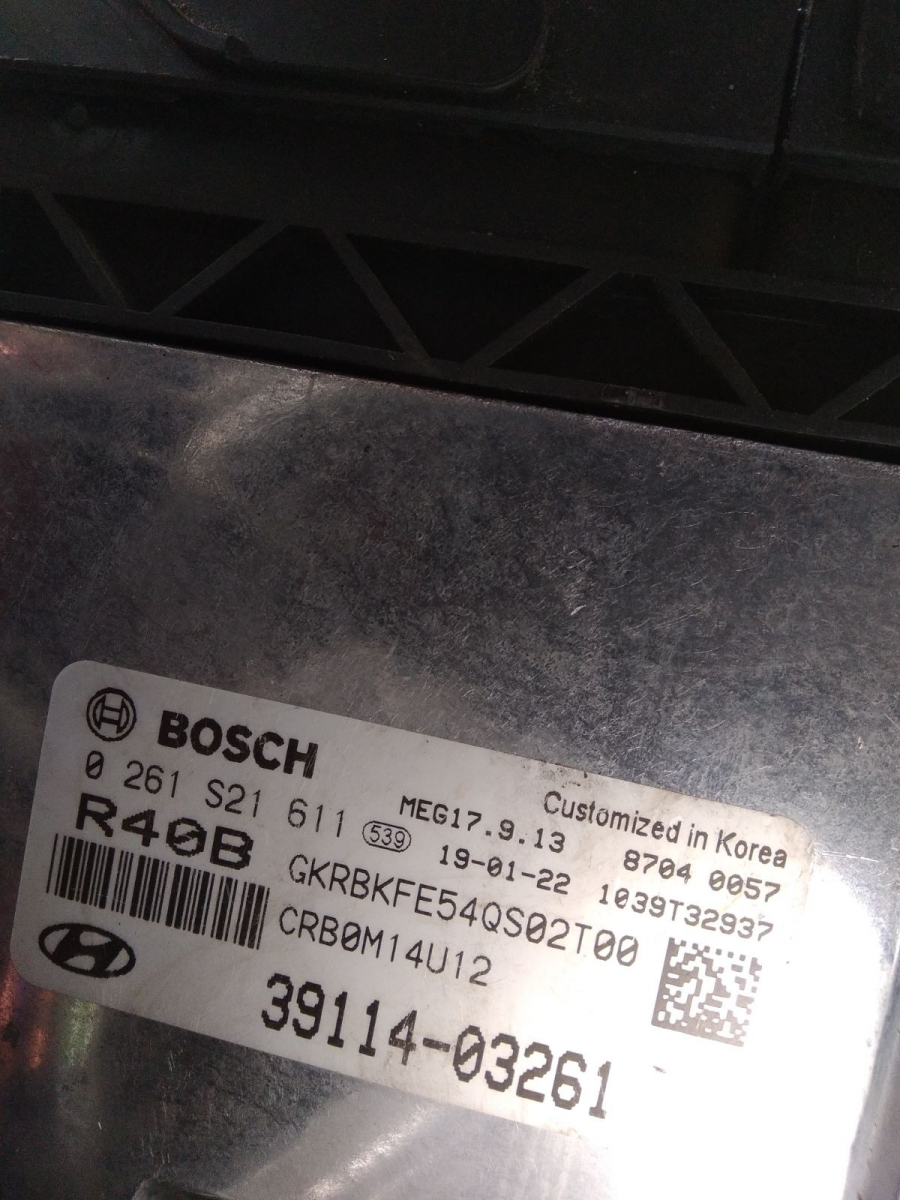 BOSCH
0 261 S21 611
539
MEG17.9.13
Customized in Korea
R40B
19-01-22
8704 0057
GKRBKFE54QS02T00
1039T32937
CRB0M14U12
39114-03261